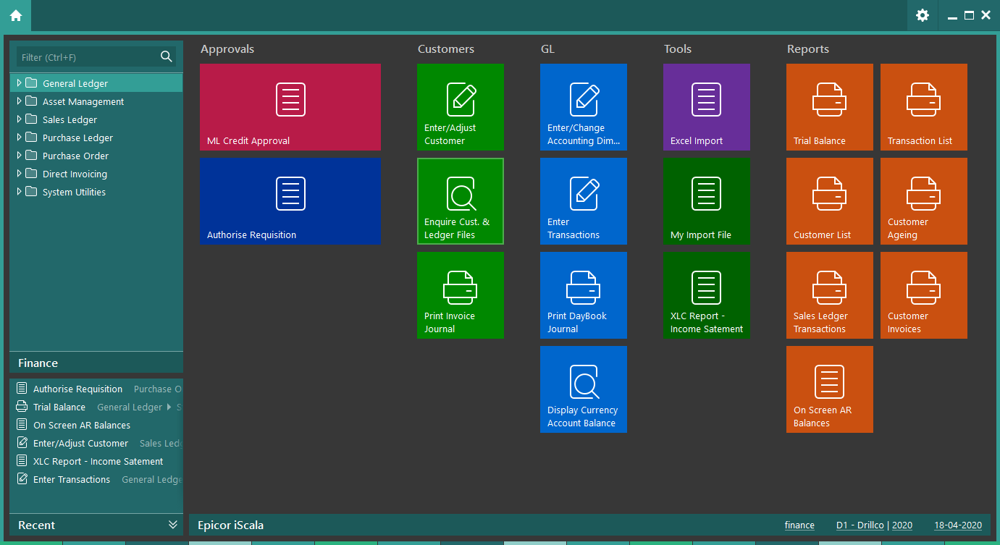 Filter (Ctrl+F)
General Ledger
Asset Management
Sales Ledger
Purchase Ledger
Purchase Order
Direct Invoicing
System Utilities
Finance
Authorise Requisition Purchase O
Trial Balance General Ledger S
On Screen AR Balances
Enter/Adjust Customer Sales Led
XLC Report - Income Satement
Enter Transactions General Ledge
Recent
Approvals
ML Credit Approval
Authorise Requisition
Customers
Enter/Adjust
Customer
Enquire Cust. &
Ledger Files
Print Invoice
Journal
GL
Enter/Change
Accounting Dim...
Enter
Transactions
Print DayBook
Journal
Display Currency
Account Balance
Tools
Excel Import
My Import File
XLC Report -
Income Satement
Reports
Trial Balance
Transaction List
Customer List
Customer
Ageing
Sales Ledger
Transactions
Customer
Invoices
On Screen AR
Balances
Epicor iScala
finance
D1 - Drillco | 2020
18-04-2020